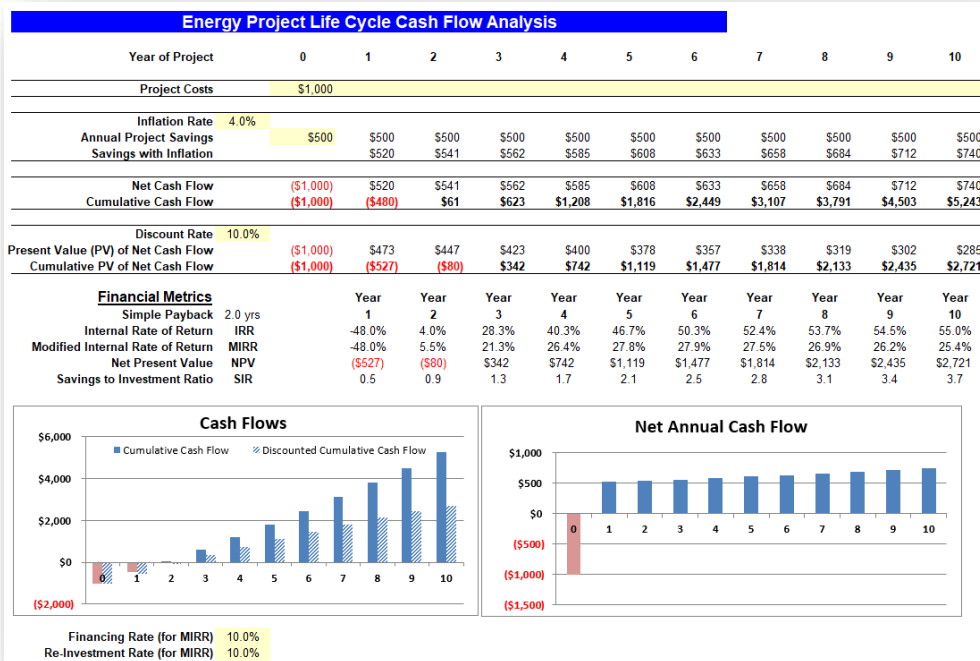 Energy Project Life Cycle Cash Flow Analysis
Year of Project 0 1 2 3 4 5 6 7 8 9 10
Project Costs $1,000
Inflation Rate 4.0%
Annual Project Savings $500 $500 $500 $500 $500 $500 $500 $500 $500 $500 $500
Savings with Inflation $520 $541 $562 $585 $608 $633 $658 $684 $712 $740
Net Cash Flow ($1,000) $520 $541 $562 $585 $608 $633 $658 $684 $712 $740
Cumulative Cash Flow ($1,000) ($480) $61 $623 $1,208 $1,816 $2,449 $3,107 $3,791 $4,503 $5,243
Discount Rate 10.0%
Present Value (PV) of Net Cash Flow ($1,000) $473 $447 $423 $400 $378 $357 $338 $319 $302 $285
Cumulative PV of Net Cash Flow ($1,000) ($527) ($80) $342 $742 $1,119 $1,477 $1,814 $2,133 $2,435 $2,721
Financial Metrics Year Year Year Year Year Year Year Year Year Year
Simple Payback 2.0 yrs 1 2 3 4 5 6 7 8 9 10
Internal Rate of Return IRR -48.0% 4.0% 28.3% 40.3% 46.7% 50.3% 52.4% 53.7% 54.5% 55.0%
Modified Internal Rate of Return MIRR -48.0% 5.5% 21.3% 26.4% 27.8% 27.9% 27.5% 26.9% 26.2% 25.4%
Net Present Value NPV ($527) ($80) $342 $742 $1,119 $1,477 $1,814 $2,133 $2,435 $2,721
Savings to Investment Ratio SIR 0.5 0.9 1.3 1.7 2.1 2.5 2.8 3.1 3.4 3.7
Cash Flows
$6,000
Cumulative Cash Flow Discounted Cumulative Cash Flow
$4,000
$2,000
$0
0 1 2 3 4 5 6 7 8 9 10
($2,000)
Net Annual Cash Flow
$1,000
$500
$0
0 1 2 3 4 5 6 7 8 9 10
($500)
($1,000)
($1,500)
Financing Rate (for MIRR) 10.0%
Re-Investment Rate (for MIRR) 10.0%